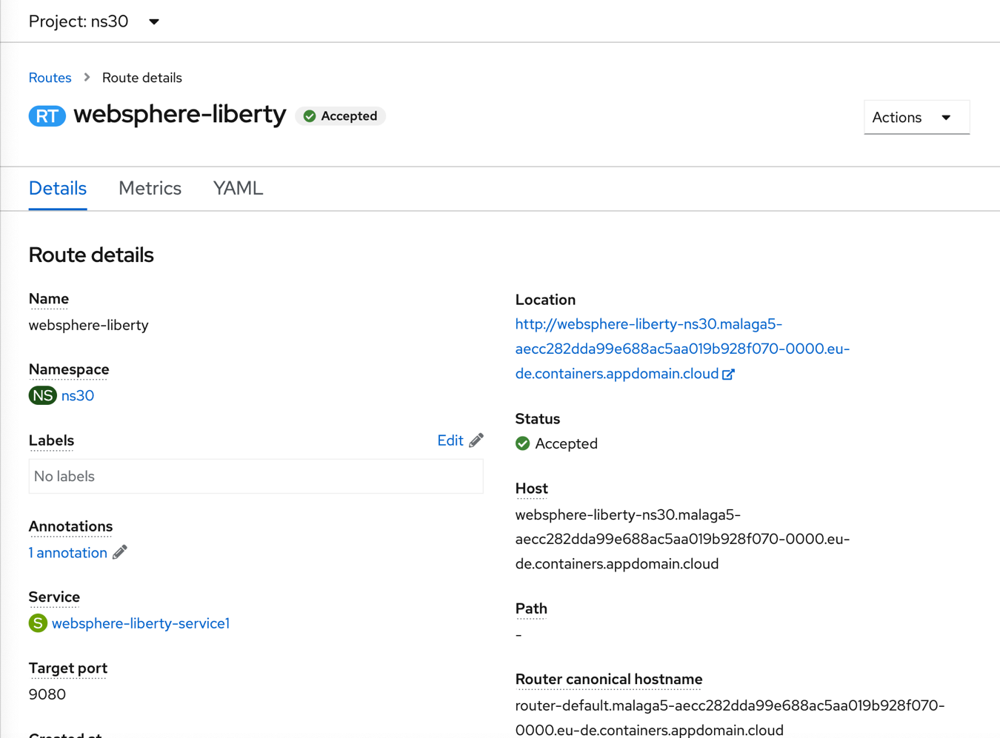 Project: ns30
Routes > Route details
RT websphere-liberty Accepted
Actions
Details Metrics YAML
Route details
Name
websphere-liberty
Namespace
NS ns30
Labels
Edit
No labels
Annotations
1 annotation
Service
S websphere-liberty-service1
Target port
9080
Created at
Location
http://websphere-liberty-ns30.malaga5-
aecc282dda99e688ac5aa019b928f070-0000.eu-
de.containers.appdomain.cloud
Status
Accepted
Host
websphere-liberty-ns30.malaga5-
aecc282dda99e688ac5aa019b928f070-0000.eu-
de.containers.appdomain.cloud
Path
-
Router canonical hostname
router-default.malaga5-aecc282dda99e688ac5aa019b928f070-
0000.eu-de.containers.appdomain.cloud